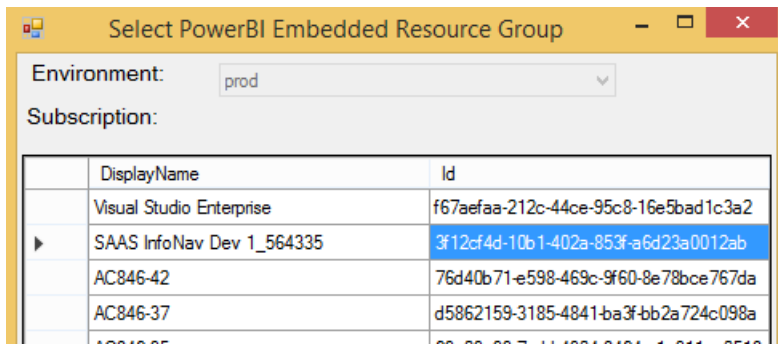 Select PowerBI Embedded Resource Group
Environment: prod
Subscription:
DisplayName Id
Visual Studio Enterprise f67aefaa-212c-44ce-95c8-16e5bad1c3a2
SAAS InfoNav Dev 1_564335 3f12cf4d-10b1-402a-853f-a6d23a0012ab
AC846-42 76d40b71-e598-469c-9f60-8e78bce767da
AC846-37 d5862159-3185-4841-ba3f-bb2a724c098a